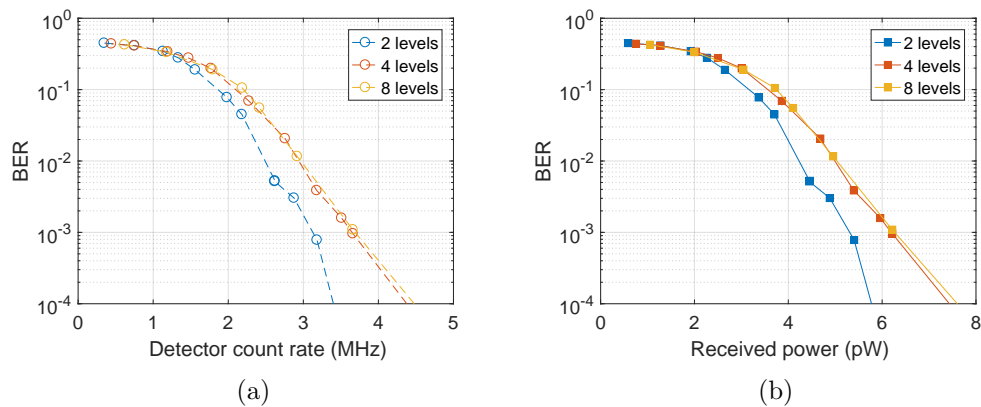 10^0
10^-1
10^-2
10^-3
10^-4
BER
0 1 2 3 4 5
Detector count rate (MHz)
2 levels
4 levels
8 levels
(a)
10^0
10^-1
10^-2
10^-3
10^-4
BER
0 2 4 6 8
Received power (pW)
2 levels
4 levels
8 levels
(b)